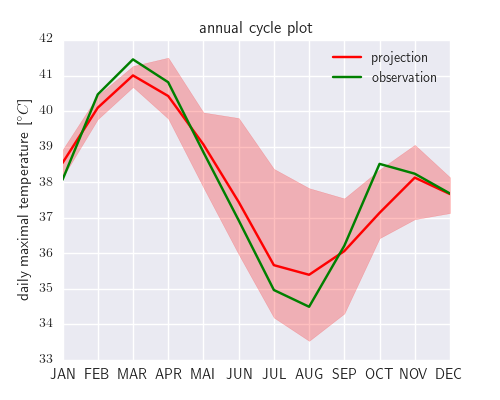 annual cycle plot
projection
observation
daily maximal temperature [°C]
42
41
40
39
38
37
36
35
34
33
JAN FEB MAR APR MAI JUN JUL AUG SEP OCT NOV DEC